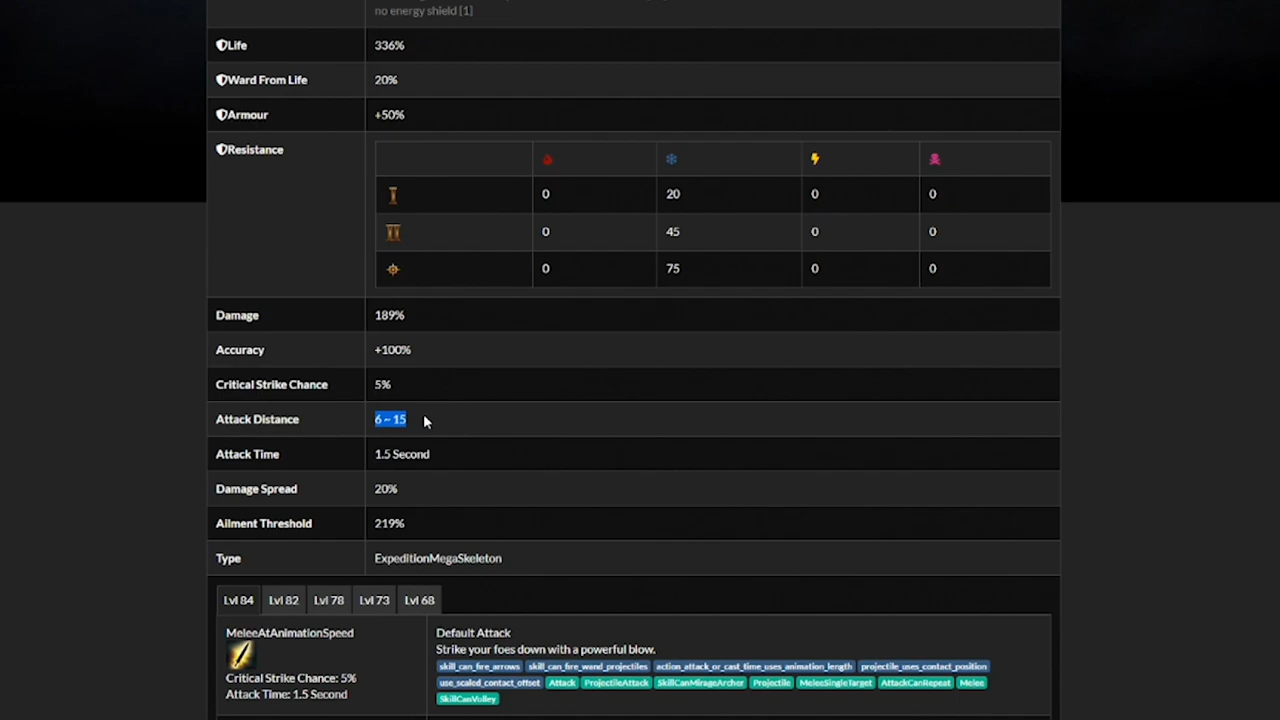 no energy shield [1]
Life 336%
Ward From Life 20%
Armour +50%
Resistance
0 20 0 0
0 45 0 0
0 75 0 0
Damage 189%
Accuracy +100%
Critical Strike Chance 5%
Attack Distance 6 ~ 15
Attack Time 1.5 Second
Damage Spread 20%
Ailment Threshold 219%
Type ExpeditionMegaSkeleton
Lvl 84 Lvl 82 Lvl 78 Lvl 73 Lvl 68
MeleeAtAnimationSpeed
Critical Strike Chance: 5%
Attack Time: 1.5 Second
Default Attack
Strike your foes down with a powerful blow.
skill_can_fire_arrows skill_can_fire_wand_projectiles action_attack_or_cast_time_uses_animation_length projectile_uses_contact_position
use_scaled_contact_offset Attack ProjectileAttack SkillCanMirageArcher Projectile MeleeSingleTarget AttackCanRepeat Melee
SkillCanVolley